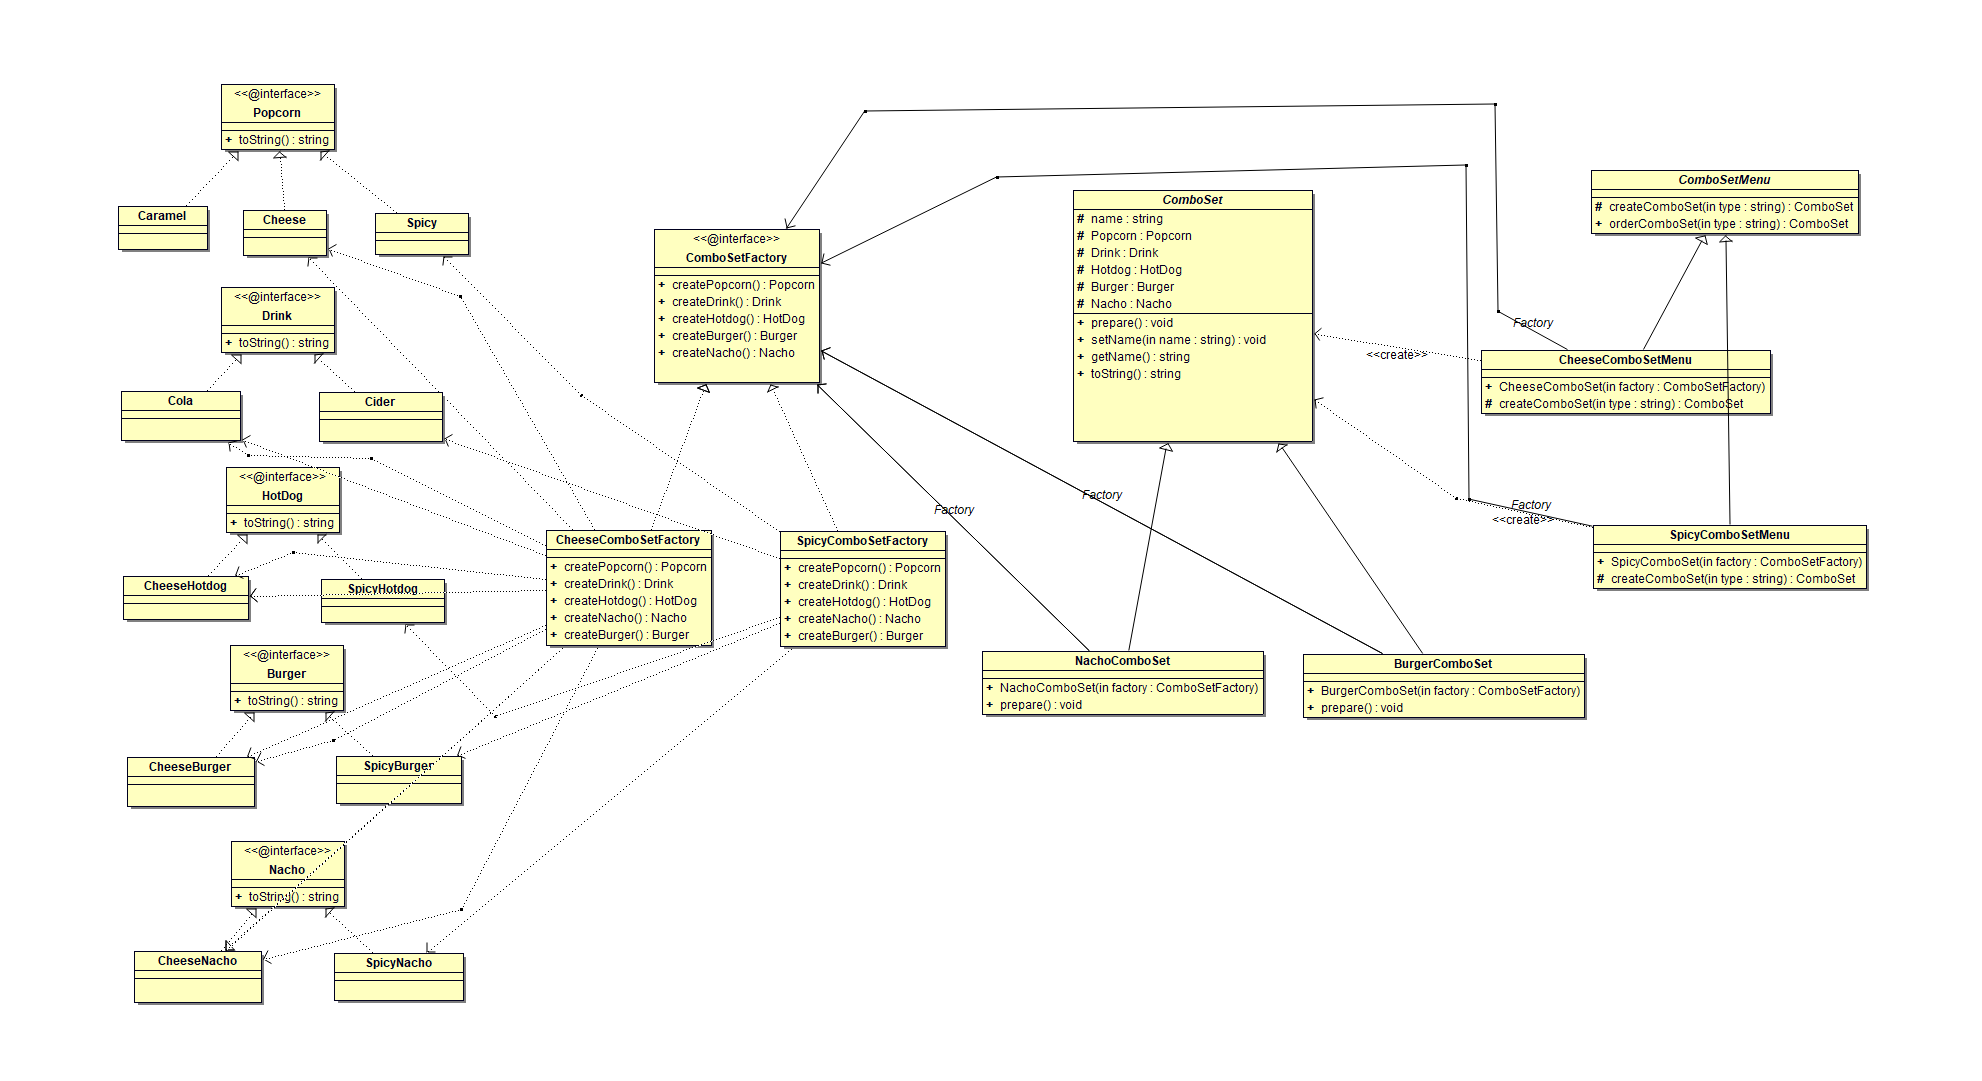 <<@interface>>
Popcorn
+ toString() : string
Caramel
Cheese
Spicy
<<@interface>>
Drink
+ toString() : string
Cola
Cider
<<@interface>>
HotDog
+ toString() : string
CheeseHotdog
SpicyHotdog
<<@interface>>
Burger
+ toString() : string
CheeseBurger
SpicyBurger
<<@interface>>
Nacho
+ toString() : string
CheeseNacho
SpicyNacho
<<@interface>>
ComboSetFactory
+ createPopcorn() : Popcorn
+ createDrink() : Drink
+ createHotdog() : HotDog
+ createBurger() : Burger
+ createNacho() : Nacho
CheeseComboSetFactory
+ createPopcorn() : Popcorn
+ createDrink() : Drink
+ createHotdog() : HotDog
+ createNacho() : Nacho
+ createBurger() : Burger
SpicyComboSetFactory
+ createPopcorn() : Popcorn
+ createDrink() : Drink
+ createHotdog() : HotDog
+ createNacho() : Nacho
+ createBurger() : Burger
ComboSet
# name : string
# Popcorn : Popcorn
# Drink : Drink
# Hotdog : HotDog
# Burger : Burger
# Nacho : Nacho
+ prepare() : void
+ setName(in name : string) : void
+ getName() : string
+ toString() : string
Factory
Factory
NachoComboSet
+ NachoComboSet(in factory : ComboSetFactory)
+ prepare() : void
BurgerComboSet
+ BurgerComboSet(in factory : ComboSetFactory)
+ prepare() : void
ComboSetMenu
# createComboSet(in type : string) : ComboSet
+ orderComboSet(in type : string) : ComboSet
Factory
<<create>>
CheeseComboSetMenu
+ CheeseComboSet(in factory : ComboSetFactory)
# createComboSet(in type : string) : ComboSet
Factory
<<create>>
SpicyComboSetMenu
+ SpicyComboSet(in factory : ComboSetFactory)
# createComboSet(in type : string) : ComboSet